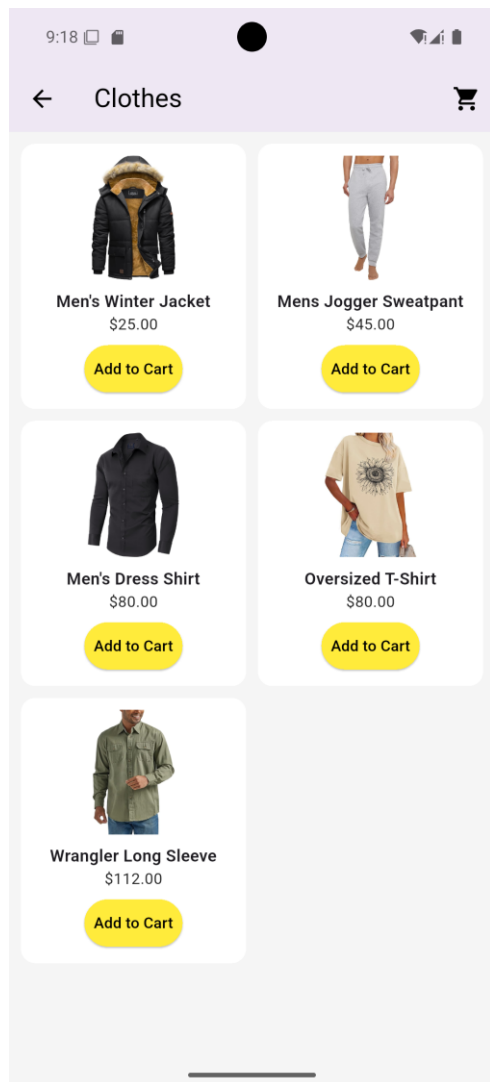 9:18
Clothes
Men's Winter Jacket
$25.00
Add to Cart
Mens Jogger Sweatpant
$45.00
Add to Cart
Men's Dress Shirt
$80.00
Add to Cart
Oversized T-Shirt
$80.00
Add to Cart
Wrangler Long Sleeve
$112.00
Add to Cart